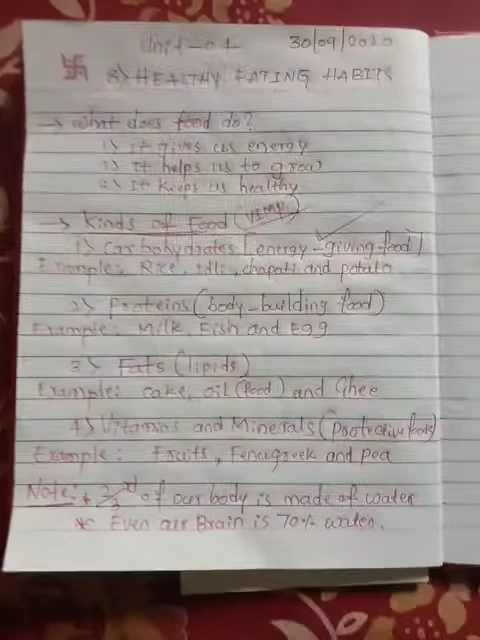 Unit-01 30/09/2020
卐 8> HEALTHY EATING HABITS
→ What does food do?
1> It gives us energy
2> It helps us to grow
3> It keeps us healthy
→ Kinds of Food (V.IMP)
1> Carbohydrates [energy-giving food]
Example: Rice, idli, chapati and potato
2> Proteins (body-building food)
Example: Milk, Fish and Egg
3> Fats (lipids)
Example: cake, oil (food) and Ghee
4> Vitamins and Minerals (protective foods)
Example: Fruits, Fenugreek and pea
Note: * 2/3rd of our body is made of water
* Even our Brain is 70% water.